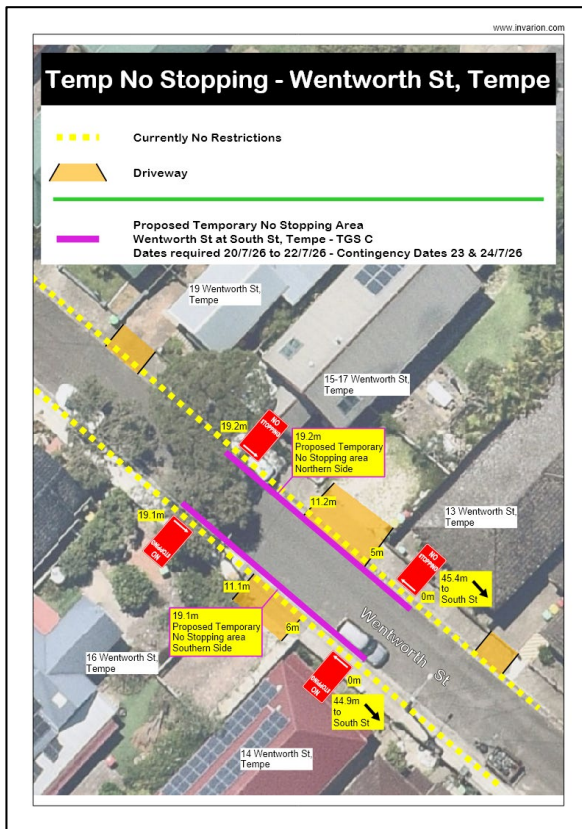 www.invarion.com
Temp No Stopping - Wentworth St, Tempe
Currently No Restrictions
Driveway
Proposed Temporary No Stopping Area
Wentworth St at South St, Tempe - TGS C
Dates required 20/7/26 to 22/7/26 - Contingency Dates 23 & 24/7/26
19 Wentworth St,
Tempe
15-17 Wentworth St,
Tempe
19.2m
NO
STOPPING
19.2m
Proposed Temporary
No Stopping area
Northern Side
11.2m
13 Wentworth St,
Tempe
19.1m
NO
STOPPING
5m
NO
STOPPING
0m
45.4m
to
South St
11.1m
19.1m
Proposed Temporary
No Stopping area
Southern Side
6m
Wentworth St
16 Wentworth St,
Tempe
NO
STOPPING
0m
44.9m
to
South St
14 Wentworth St,
Tempe